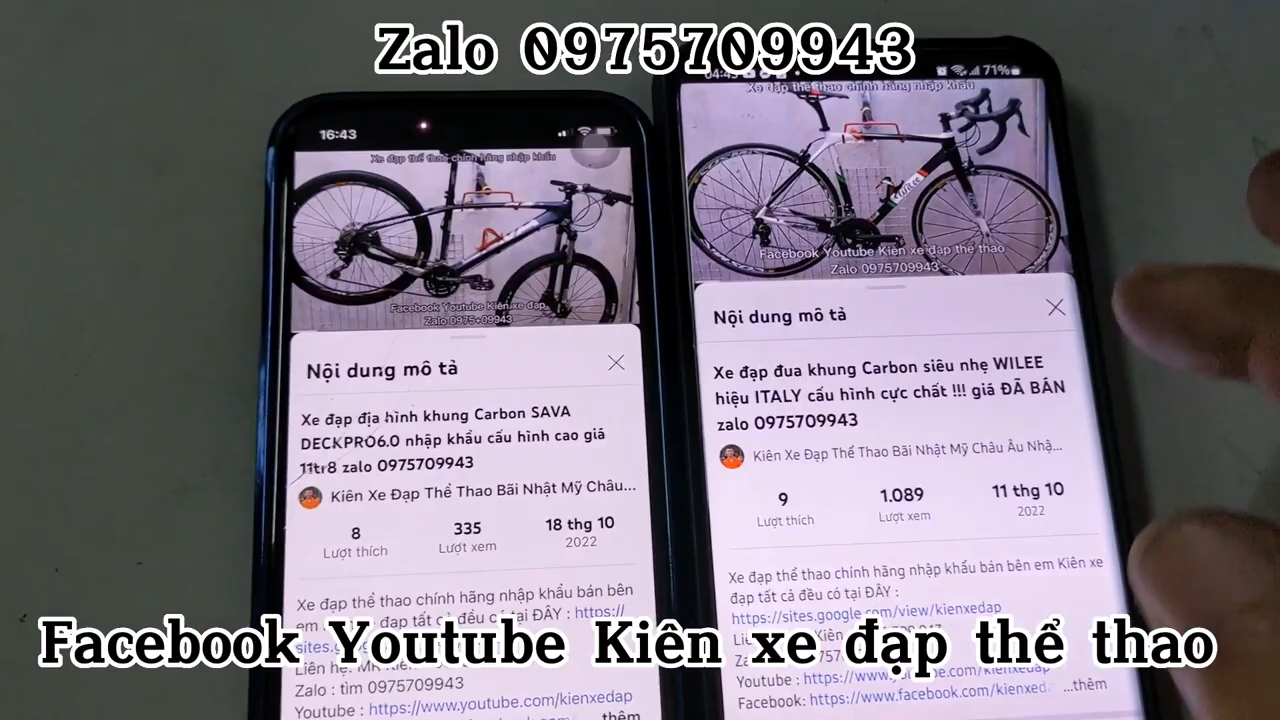 Zalo 0975709943
16:43
Xe đạp thể thao chính hãng nhập khẩu
Facebook Youtube Kiên xe đạp
Nội dung mô tả
Xe đạp địa hình khung Carbon SAVA
DECKPRO6.0 nhập khẩu cấu hình cao giá
11tr8 zalo 0975709943
Kiên Xe Đạp Thể Thao Bãi Nhật Mỹ Châu...
8
335
18 thg 10
Lượt thích
Lượt xem
2022
Xe đạp thể thao chính hãng nhập khẩu bán bên
em đạp tất cả đều có tại ĐÂY : https://
Zalo : tìm 0975709943
Youtube : https://www.youtube.com/kienxedap
...thêm
71%
Xe đạp thể thao chính hãng nhập khẩu
Facebook Youtube Kiên xe đạp thể thao
Zalo 0975709943
Nội dung mô tả
Xe đạp đua khung Carbon siêu nhẹ WILEE
hiệu ITALY cấu hình cực chất !!! giá ĐÃ BÁN
zalo 0975709943
Kiên Xe Đạp Thể Thao Bãi Nhật Mỹ Châu Âu Nhậ...
9
1.089
11 thg 10
Lượt thích
Lượt xem
2022
Xe đạp thể thao chính hãng nhập khẩu bán bên em Kiên xe
đạp tất cả đều có tại ĐÂY :
https://sites.google.com/view/kienxedap
Youtube : https://www.youtube.com/kienxedap
Facebook: https://www.facebook.com/kienxed ...thêm
Facebook Youtube Kiên xe đạp thể thao